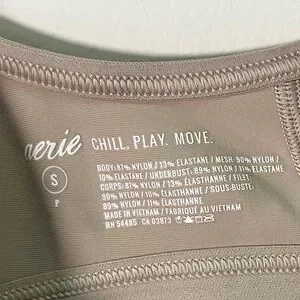 aerie CHILL. PLAY. MOVE.
S
P
BODY: 87% NYLON / 13% ELASTANE / MESH: 90% NYLON /
10% ELASTANE / UNDERBUST: 89% NYLON / 11% ELASTANE
CORPS: 87% NYLON / 13% ÉLASTHANNE / FILET:
90% NYLON / 10% ÉLASTHANNE / SOUS-BUSTE:
89% NYLON / 11% ÉLASTHANNE
MADE IN VIETNAM / FABRIQUÉ AU VIETNAM
RN 54485 CA 03873